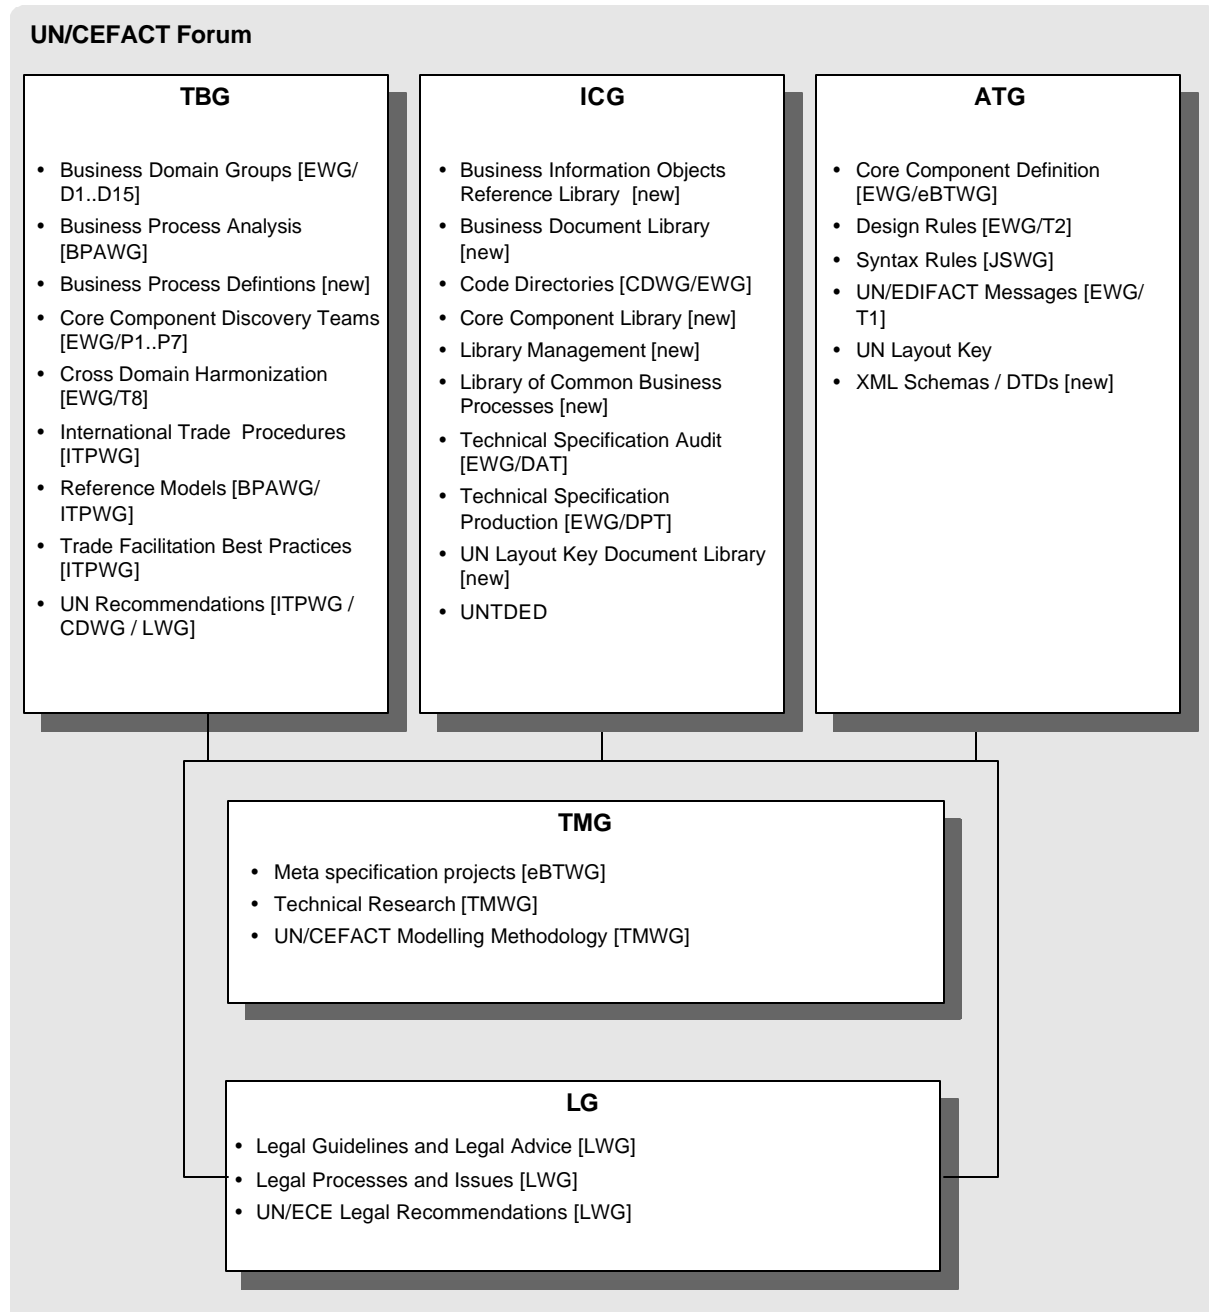 UN/CEFACT Forum
TBG
• Business Domain Groups [EWG/
D1..D15]
• Business Process Analysis
[BPAWG]
• Business Process Defintions [new]
• Core Component Discovery Teams
[EWG/P1..P7]
• Cross Domain Harmonization
[EWG/T8]
• International Trade Procedures
[ITPWG]
• Reference Models [BPAWG/
ITPWG]
• Trade Facilitation Best Practices
[ITPWG]
• UN Recommendations [ITPWG /
CDWG / LWG]
ICG
• Business Information Objects
Reference Library [new]
• Business Document Library
[new]
• Code Directories [CDWG/EWG]
• Core Component Library [new]
• Library Management [new]
• Library of Common Business
Processes [new]
• Technical Specification Audit
[EWG/DAT]
• Technical Specification
Production [EWG/DPT]
• UN Layout Key Document Library
[new]
• UNTDED
ATG
• Core Component Definition
[EWG/eBTWG]
• Design Rules [EWG/T2]
• Syntax Rules [JSWG]
• UN/EDIFACT Messages [EWG/
T1]
• UN Layout Key
• XML Schemas / DTDs [new]
TMG
• Meta specification projects [eBTWG]
• Technical Research [TMWG]
• UN/CEFACT Modelling Methodology [TMWG]
LG
• Legal Guidelines and Legal Advice [LWG]
• Legal Processes and Issues [LWG]
• UN/ECE Legal Recommendations [LWG]